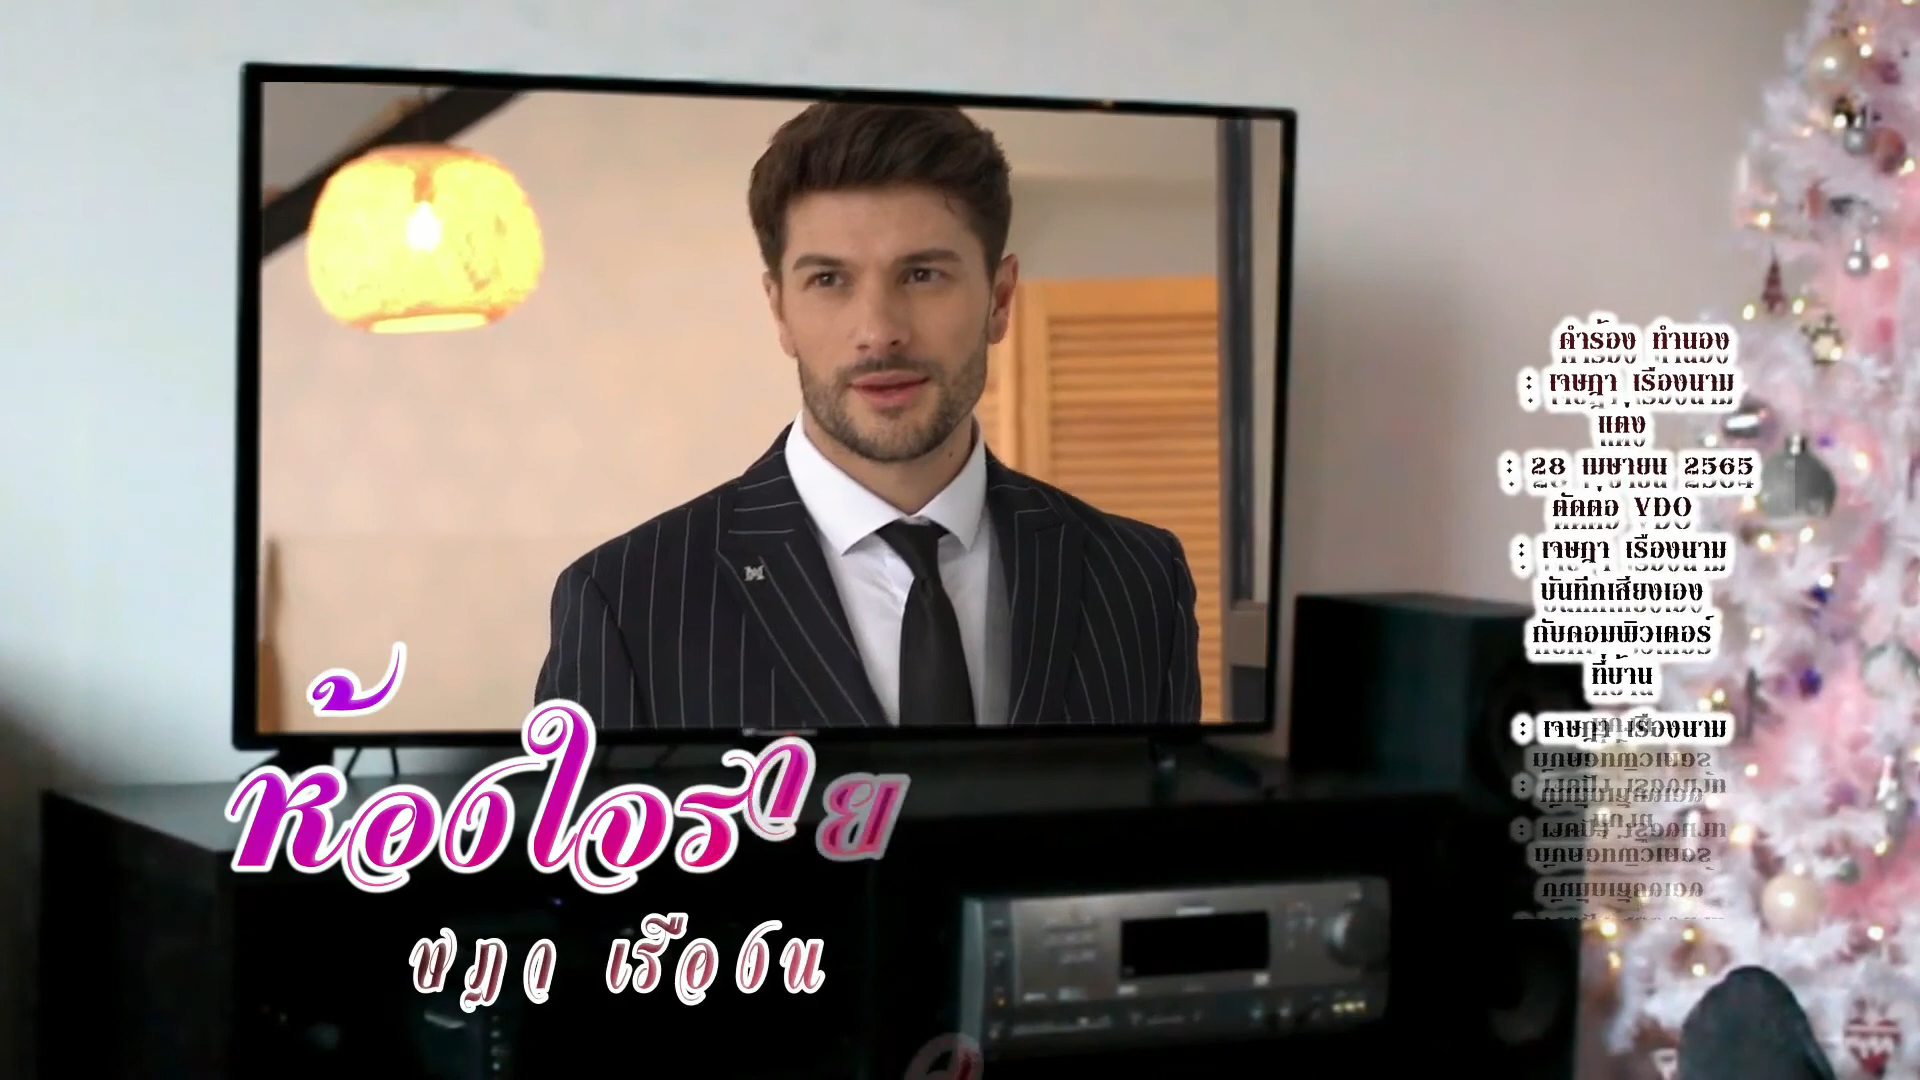 ห้องใจราย
ษฎา เรืองน
คำร้อง ทำนอง
: เจษฎา เรืองนาม
แต่ง
: 28 เมษายน 2565
ตัดต่อ VDO
: เจษฎา เรืองนาม
บันทึกเสียงเอง
กับคอมพิวเตอร์
ที่บ้าน
: เจษฎา เรืองนาม